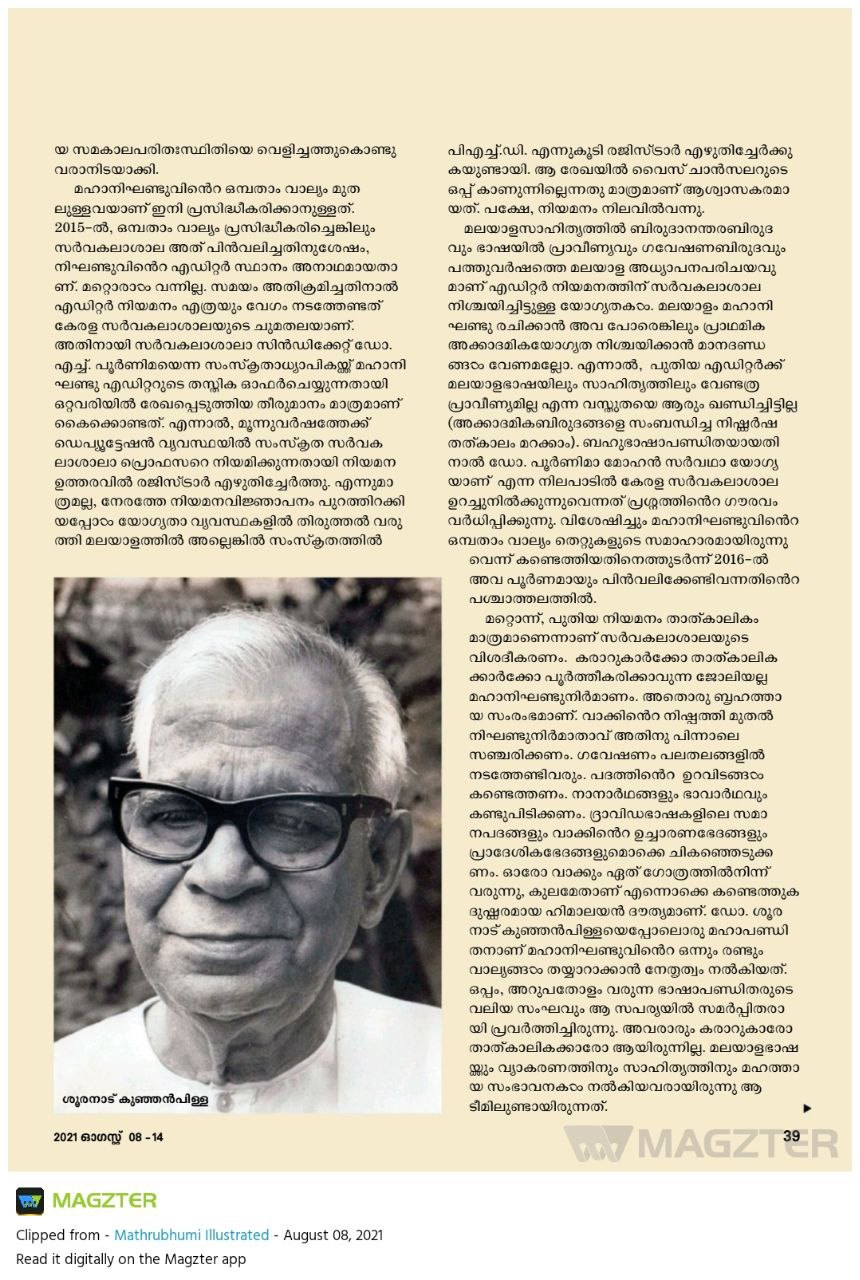 യ സമകാലപരിതഃസ്ഥിതിയെ വെളിച്ചത്തുകൊണ്ടു
വരാനിടയാക്കി.
മഹാനിഘണ്ടുവിൻെറ ഒമ്പതാം വാല്യം മുത
ലുള്ളവയാണ് ഇനി പ്രസിദ്ധീകരിക്കാനുള്ളത്.
2015-ൽ, ഒമ്പതാം വാല്യം പ്രസിദ്ധീകരിച്ചെങ്കിലും
സർവകലാശാല അത് പിൻവലിച്ചതിനുശേഷം,
നിഘണ്ടുവിൻെറ എഡിറ്റർ സ്ഥാനം അനാഥമായതാ
ണ്. മറ്റൊരാൾ വന്നില്ല. സമയം അതിക്രമിച്ചതിനാൽ
എഡിറ്റർ നിയമനം എത്രയും വേഗം നടത്തേണ്ടത്
കേരള സർവകലാശാലയുടെ ചുമതലയാണ്.
അതിനായി സർവകലാശാലാ സിൻഡിക്കേറ്റ് ഡോ.
എച്ച്. പൂർണിമയെന്ന സംസ്കൃതാധ്യാപികയ്ക്ക് മഹാനി
ഘണ്ടു എഡിറ്ററുടെ തസ്തിക ഓഫർചെയ്യുന്നതായി
ഒറ്റവരിയിൽ രേഖപ്പെടുത്തിയ തീരുമാനം മാത്രമാണ്
കൈക്കൊണ്ടത്. എന്നാൽ, മൂന്നുവർഷത്തേക്ക്
ഡെപ്യൂട്ടേഷൻ വ്യവസ്ഥയിൽ സംസ്കൃത സർവക
ലാശാലാ പ്രൊഫസറെ നിയമിക്കുന്നതായി നിയമന
ഉത്തരവിൽ രജിസ്ട്രാർ എഴുതിച്ചേർത്തു. എന്നുമാ
ത്രമല്ല, നേരത്തേ നിയമനവിജ്ഞാപനം പുറത്തിറക്കി
യപ്പോൾ യോഗ്യതാ വ്യവസ്ഥകളിൽ തിരുത്തൽ വരു
ത്തി മലയാളത്തിൽ അല്ലെങ്കിൽ സംസ്കൃതത്തിൽ
ശൂരനാട് കുഞ്ഞൻപിള്ള
പിഎച്ച്.ഡി. എന്നുകൂടി രജിസ്ട്രാർ എഴുതിച്ചേർക്കു
കയുണ്ടായി. ആ രേഖയിൽ വൈസ് ചാൻസലറുടെ
ഒപ്പ് കാണുന്നില്ലെന്നതു മാത്രമാണ് ആശ്വാസകരമാ
യത്. പക്ഷേ, നിയമനം നിലവിൽവന്നു.
മലയാളസാഹിത്യത്തിൽ ബിരുദാനന്തരബിരുദ
വും ഭാഷയിൽ പ്രാവീണ്യവും ഗവേഷണബിരുദവും
പത്തുവർഷത്തെ മലയാള അധ്യാപനപരിചയവു
മാണ് എഡിറ്റർ നിയമനത്തിന് സർവകലാശാല
നിശ്ചയിച്ചിട്ടുള്ള യോഗ്യതകൾ. മലയാളം മഹാനി
ഘണ്ടു രചിക്കാൻ അവ പോരെങ്കിലും പ്രാഥമിക
അക്കാദമികയോഗ്യത നിശ്ചയിക്കാൻ മാനദണ്ഡ
ങ്ങൾ വേണമല്ലോ. എന്നാൽ, പുതിയ എഡിറ്റർക്ക്
മലയാളഭാഷയിലും സാഹിത്യത്തിലും വേണ്ടത്ര
പ്രാവീണ്യമില്ല എന്ന വസ്തുതയെ ആരും ഖണ്ഡിച്ചിട്ടില്ല
(അക്കാദമികബിരുദങ്ങളെ സംബന്ധിച്ച നിഷ്കർഷ
തത്കാലം മറക്കാം). ബഹുഭാഷാപണ്ഡിതയായതി
നാൽ ഡോ. പൂർണിമാ മോഹൻ സർവഥാ യോഗ്യ
യാണ് എന്ന നിലപാടിൽ കേരള സർവകലാശാല
ഉറച്ചുനിൽക്കുന്നുവെന്നത് പ്രശ്നത്തിൻെറ ഗൗരവം
വർധിപ്പിക്കുന്നു. വിശേഷിച്ചും മഹാനിഘണ്ടുവിൻെറ
ഒമ്പതാം വാല്യം തെറ്റുകളുടെ സമാഹാരമായിരുന്നു
വെന്ന് കണ്ടെത്തിയതിനെത്തുടർന്ന് 2016-ൽ
അവ പൂർണമായും പിൻവലിക്കേണ്ടിവന്നതിൻെറ
പശ്ചാത്തലത്തിൽ.
മറ്റൊന്ന്, പുതിയ നിയമനം താത്കാലികം
മാത്രമാണെന്നാണ് സർവകലാശാലയുടെ
വിശദീകരണം. കരാറുകാർക്കോ താത്കാലിക
ക്കാർക്കോ പൂർത്തീകരിക്കാവുന്ന ജോലിയല്ല
മഹാനിഘണ്ടുനിർമാണം. അതൊരു ബൃഹത്താ
യ സംരംഭമാണ്. വാക്കിൻെറ നിഷ്പത്തി മുതൽ
നിഘണ്ടുനിർമാതാവ് അതിനു പിന്നാലെ
സഞ്ചരിക്കണം. ഗവേഷണം പലതലങ്ങളിൽ
നടത്തേണ്ടിവരും. പദത്തിൻെറ ഉറവിടങ്ങൾ
കണ്ടെത്തണം. നാനാർഥങ്ങളും ഭാവാർഥവും
കണ്ടുപിടിക്കണം. ദ്രാവിഡഭാഷകളിലെ സമാ
നപദങ്ങളും വാക്കിൻെറ ഉച്ചാരണഭേദങ്ങളും
പ്രാദേശികഭേദങ്ങളുമൊക്കെ ചികഞ്ഞെടുക്ക
ണം. ഓരോ വാക്കും ഏത് ഗോത്രത്തിൽനിന്ന്
വരുന്നു, കുലമേതാണ് എന്നൊക്കെ കണ്ടെത്തുക
ദുഷ്കരമായ ഹിമാലയൻ ദൗത്യമാണ്. ഡോ. ശൂര
നാട് കുഞ്ഞൻപിള്ളയെപ്പോലൊരു മഹാപണ്ഡി
തനാണ് മഹാനിഘണ്ടുവിൻെറ ഒന്നും രണ്ടും
വാല്യങ്ങൾ തയ്യാറാക്കാൻ നേതൃത്വം നൽകിയത്.
ഒപ്പം, അറുപതോളം വരുന്ന ഭാഷാപണ്ഡിതരുടെ
വലിയ സംഘവും ആ സപര്യയിൽ സമർപ്പിതരാ
യി പ്രവർത്തിച്ചിരുന്നു. അവരാരും കരാറുകാരോ
താത്കാലികക്കാരോ ആയിരുന്നില്ല. മലയാളഭാഷ
യ്ക്കും വ്യാകരണത്തിനും സാഹിത്യത്തിനും മഹത്താ
യ സംഭാവനകൾ നൽകിയവരായിരുന്നു ആ
ടീമിലുണ്ടായിരുന്നത്.
2021 ഓഗസ്റ്റ് 08 -14
39
MAGZTER
MAGZTER
Clipped from - Mathrubhumi Illustrated - August 08, 2021
Read it digitally on the Magzter app